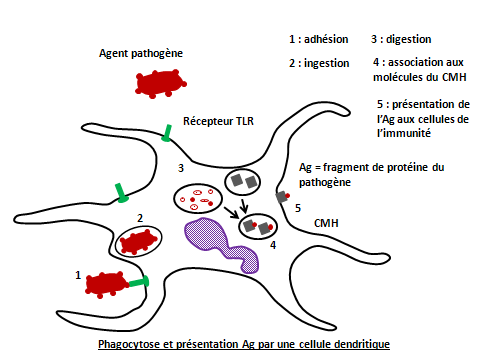 Agent pathogène
1 : adhésion
3 : digestion
2 : ingestion
4 : association aux
molécules du CMH
5 : présentation de
l'Ag aux cellules de
l'immunité
Récepteur TLR
Ag = fragment de protéine du
pathogène
3
5
CMH
2
4
1
Phagocytose et présentation Ag par une cellule dendritique